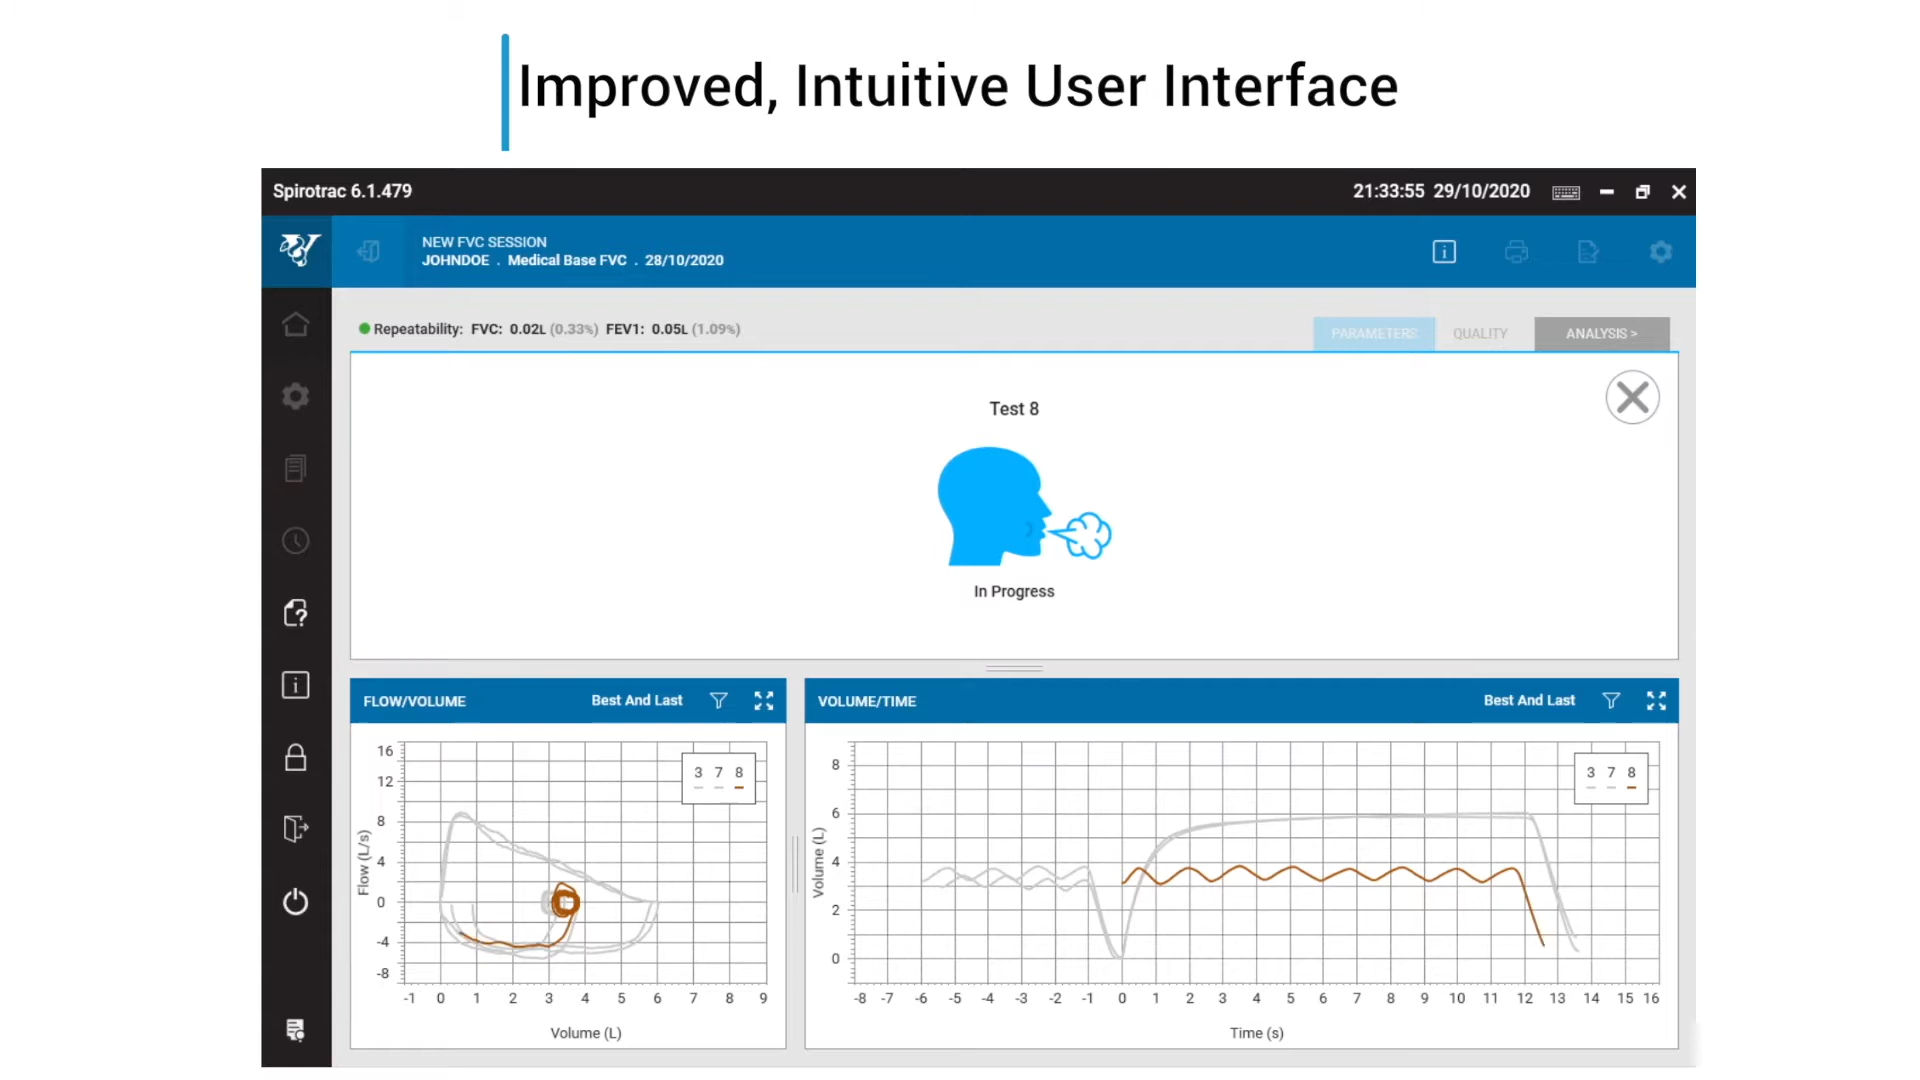 Improved, Intuitive User Interface
Spirotrac 6.1.479
21:33:55 29/10/2020
NEW FVC SESSION
JOHNDOE . Medical Base FVC . 28/10/2020
Repeatability: FVC: 0.02L (0.33%) FEV1: 0.05L (1.09%)
PARAMETERS QUALITY ANALYSIS >
Test 8
In Progress
FLOW/VOLUME Best And Last
3 7 8
Flow (L/s)
16
12
8
4
0
-4
-8
-1 0 1 2 3 4 5 6 7 8 9
Volume (L)
VOLUME/TIME Best And Last
3 7 8
Volume (L)
8
6
4
2
0
-8 -7 -6 -5 -4 -3 -2 -1 0 1 2 3 4 5 6 7 8 9 10 11 12 13 14 15 16
Time (s)